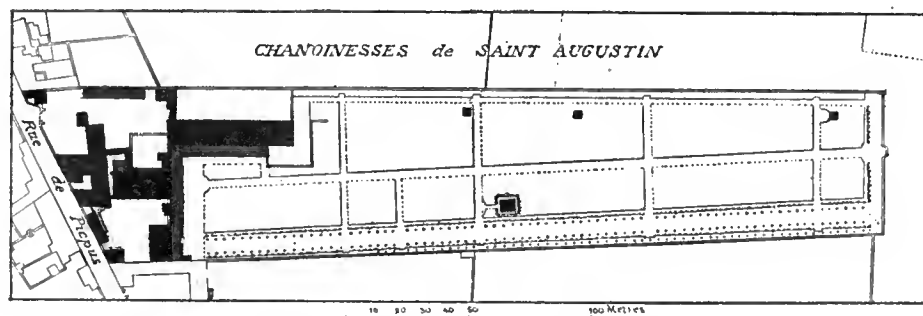 CHANOINESSES de SAINT AUGUSTIN
Rue de Picpus
10 20 30 40 50 100 Metres